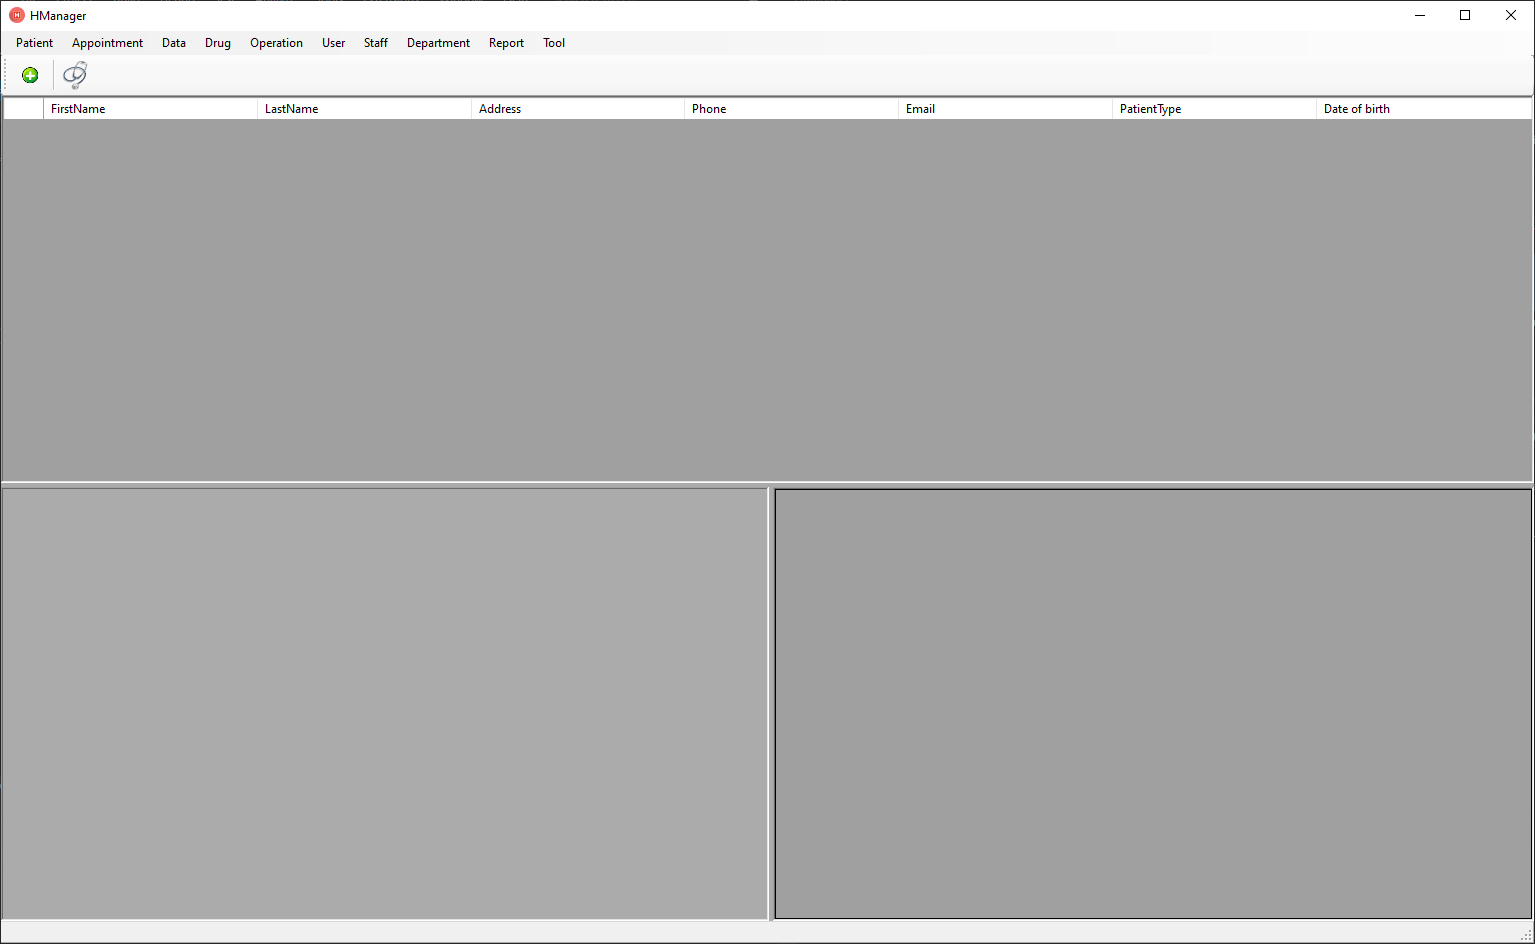 HManager
Patient Appointment Data Drug Operation User Staff Department Report Tool
FirstName LastName Address Phone Email PatientType Date of birth